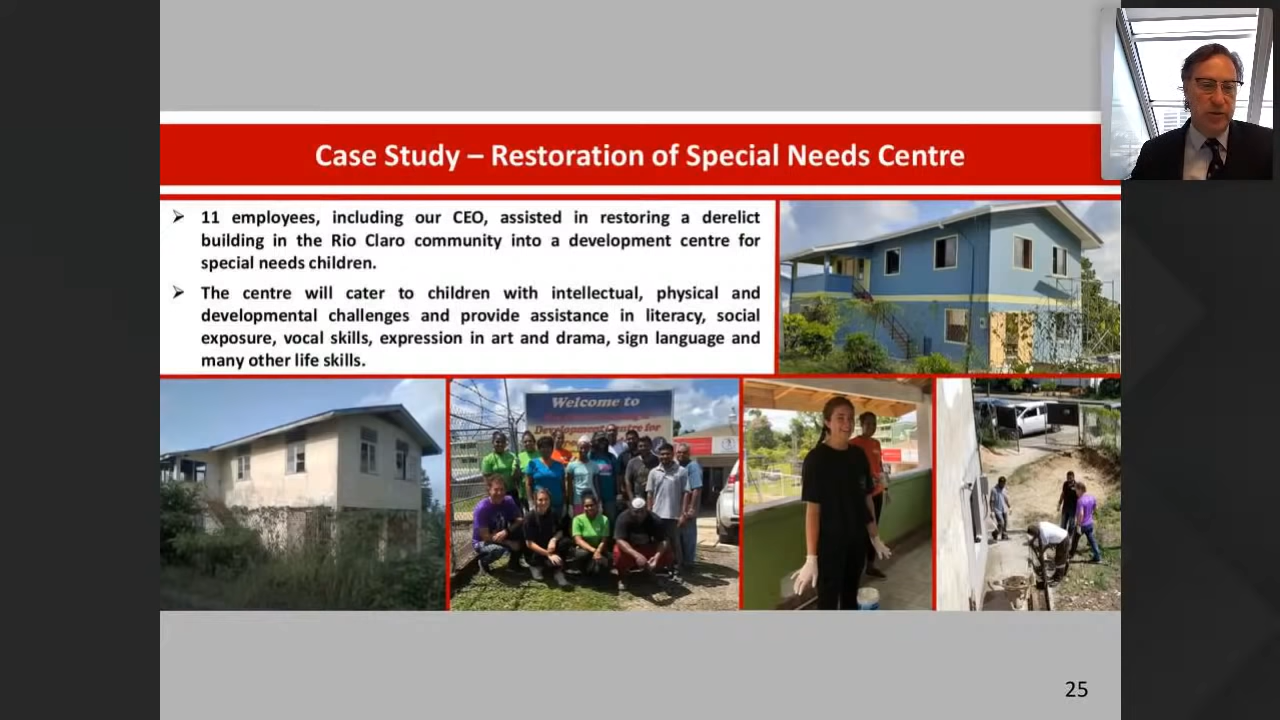 Case Study – Restoration of Special Needs Centre
➢ 11 employees, including our CEO, assisted in restoring a derelict
building in the Rio Claro community into a development centre for
special needs children.
➢ The centre will cater to children with intellectual, physical and
developmental challenges and provide assistance in literacy, social
exposure, vocal skills, expression in art and drama, sign language and
many other life skills.
Welcome to
Development Centre for
25